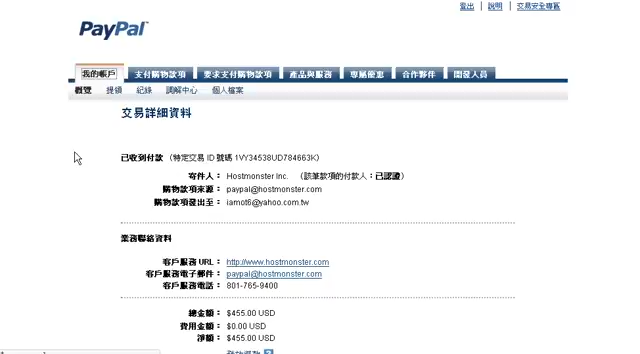 登出 | 說明 | 交易安全專區
PayPal
我的帳戶 支付購物款項 要求支付購物款項 產品與服務 專屬優惠 合作夥伴 開發人員
概覽 提領 紀錄 調解中心 個人檔案
交易詳細資料
已收到付款 (特定交易 ID 號碼 1VY34538UD784663K)
寄件人: Hostmonster Inc. (該筆款項的付款人:已認證)
購物款項來源: paypal@hostmonster.com
購物款項發出至: iamot6@yahoo.com.tw
業務聯絡資料
客戶服務 URL: http://www.hostmonster.com
客戶服務電子郵件: paypal@hostmonster.com
客戶服務電話: 801-765-9400
總金額: $455.00 USD
費用金額: $0.00 USD
淨額: $455.00 USD